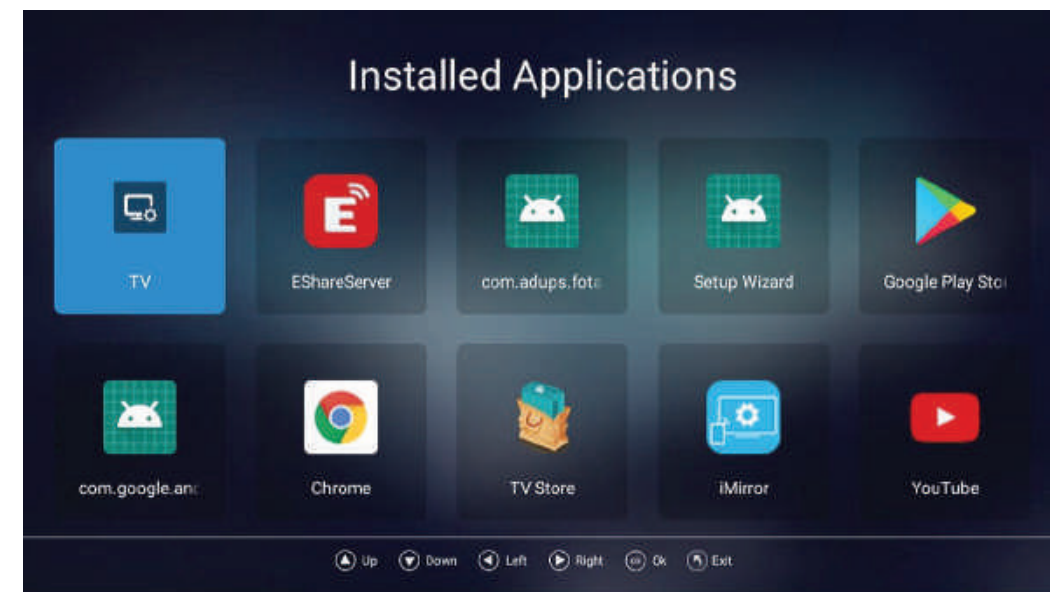 Installed Applications
TV
EShareServer
com.adups.fota
Setup Wizard
Google Play Sto
com.google.and
Chrome
TV Store
iMirror
YouTube
Up Down Left Right Ok Exit